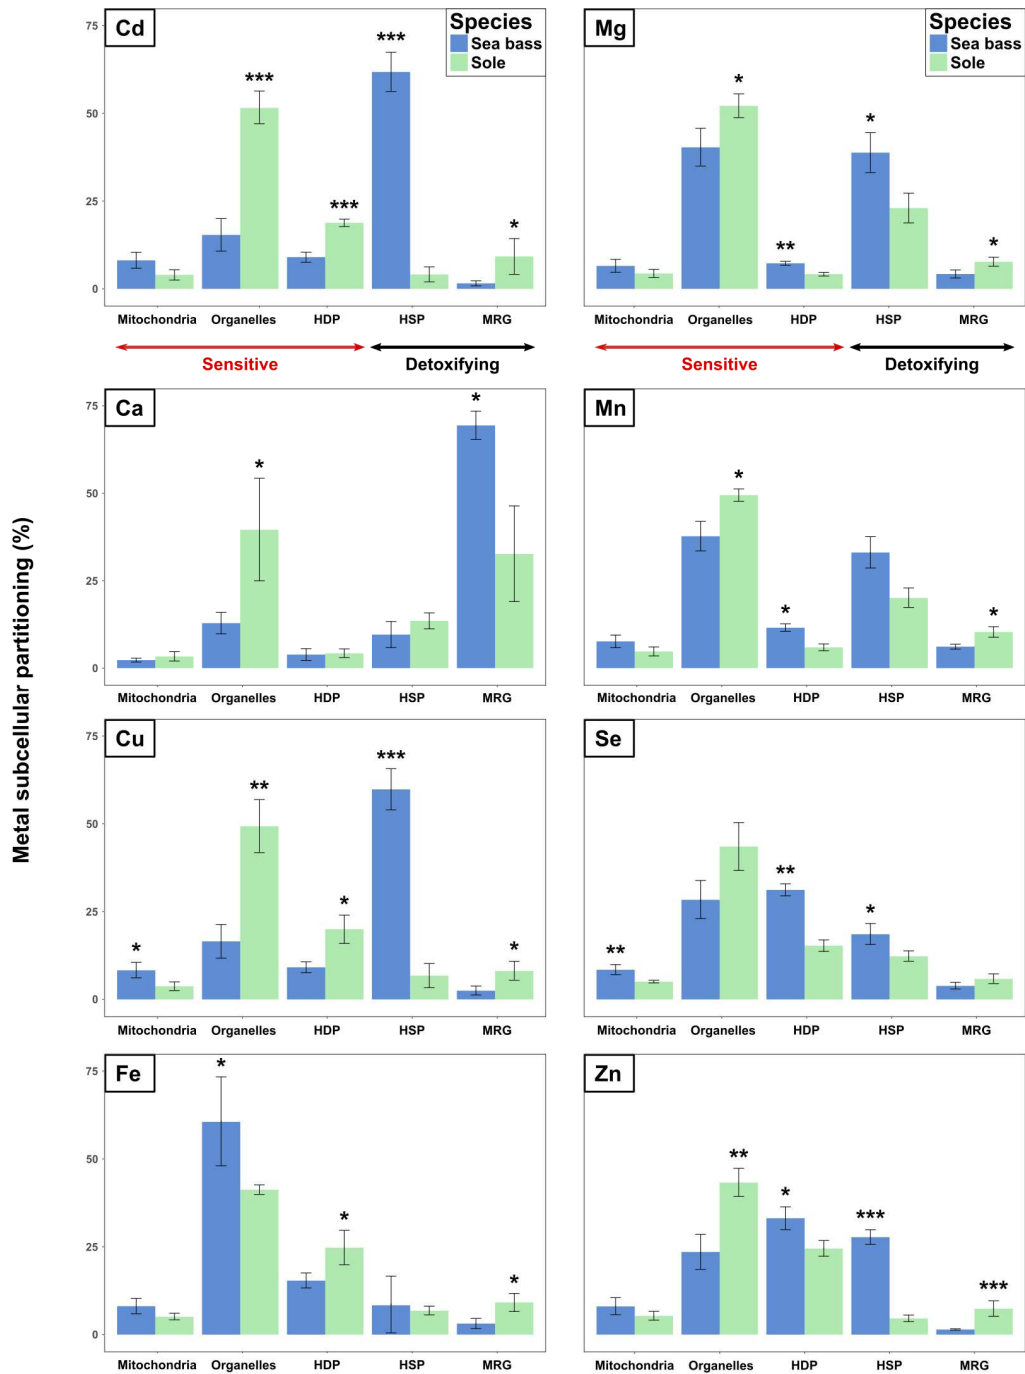 Metal subcellular partitioning (%)
Cd
Species
Sea bass
Sole
75
50
25
0
***
***
***
*
Mitochondria Organelles HDP HSP MRG
Sensitive Detoxifying
Mg
Species
Sea bass
Sole
*
*
**
*
Mitochondria Organelles HDP HSP MRG
Sensitive Detoxifying
Ca
75
50
25
0
*
*
Mitochondria Organelles HDP HSP MRG
Mn
*
*
*
Mitochondria Organelles HDP HSP MRG
Cu
75
50
25
0
***
**
*
*
*
Mitochondria Organelles HDP HSP MRG
Se
**
*
**
Mitochondria Organelles HDP HSP MRG
Fe
75
50
25
0
*
*
*
Mitochondria Organelles HDP HSP MRG
Zn
**
*
***
***
Mitochondria Organelles HDP HSP MRG